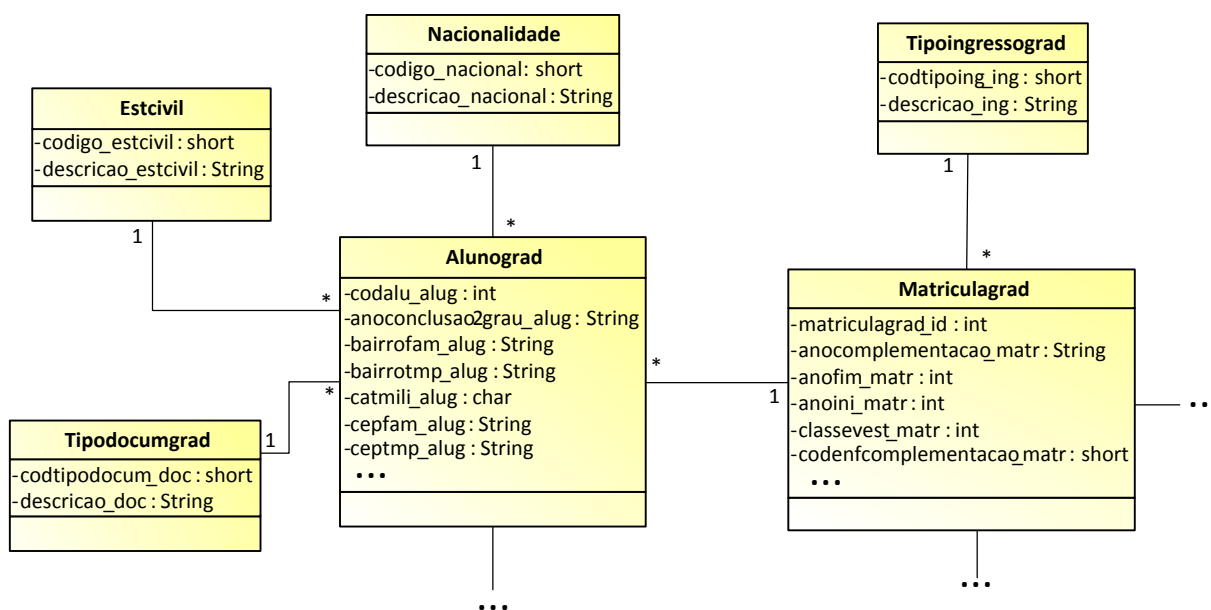 Nacionalidade
-codigo_nacional: short
-descricao_nacional: String
1
*
Tipoingressograd
-codtipoing_ing : short
-descricao_ing : String
1
*
Estcivil
-codigo_estcivil : short
-descricao_estcivil : String
1
*
Alunograd
-codalu_alug : int
-anoconclusao2grau_alug : String
-bairrofam_alug : String
-bairrotmp_alug : String
-catmili_alug : char
-cepfam_alug : String
-ceptmp_alug : String
...
*
1
Matriculagrad
-matriculagrad_id : int
-anocomplementacao_matr : String
-anofim_matr : int
-anoini_matr : int
-classevest_matr : int
-codenfcomplementacao_matr : short
...
..
Tipodocumgrad
-codtipodocum_doc : short
-descricao_doc : String
1
*
...
...